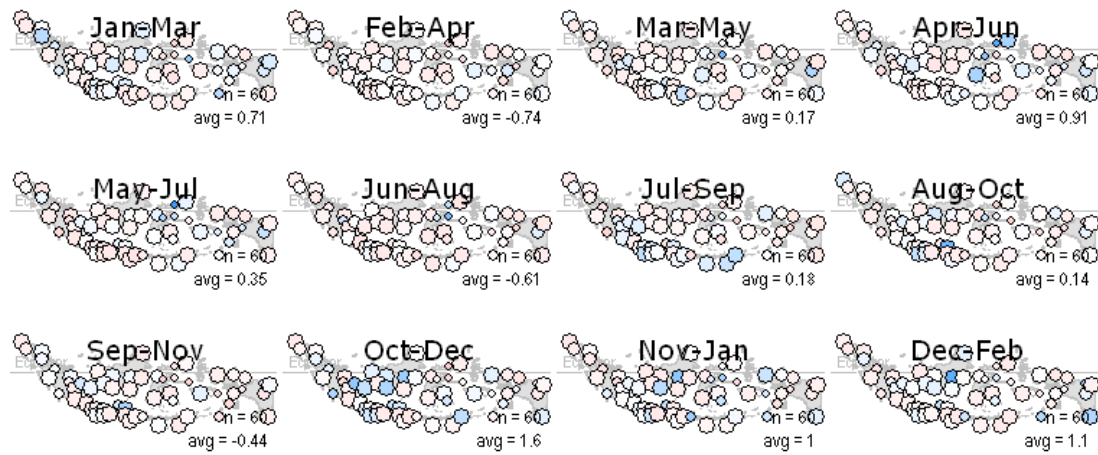 Jan-Mar
n = 60
avg = 0.71
Feb-Apr
n = 60
avg = -0.74
Mar-May
n = 60
avg = 0.17
Apr-Jun
n = 60
avg = 0.91
May-Jul
n = 60
avg = 0.35
Jun-Aug
n = 60
avg = -0.61
Jul-Sep
n = 60
avg = 0.18
Aug-Oct
n = 60
avg = 0.14
Sep-Nov
n = 60
avg = -0.44
Oct-Dec
n = 60
avg = 1.6
Nov-Jan
n = 60
avg = 1
Dec-Feb
n = 60
avg = 1.1